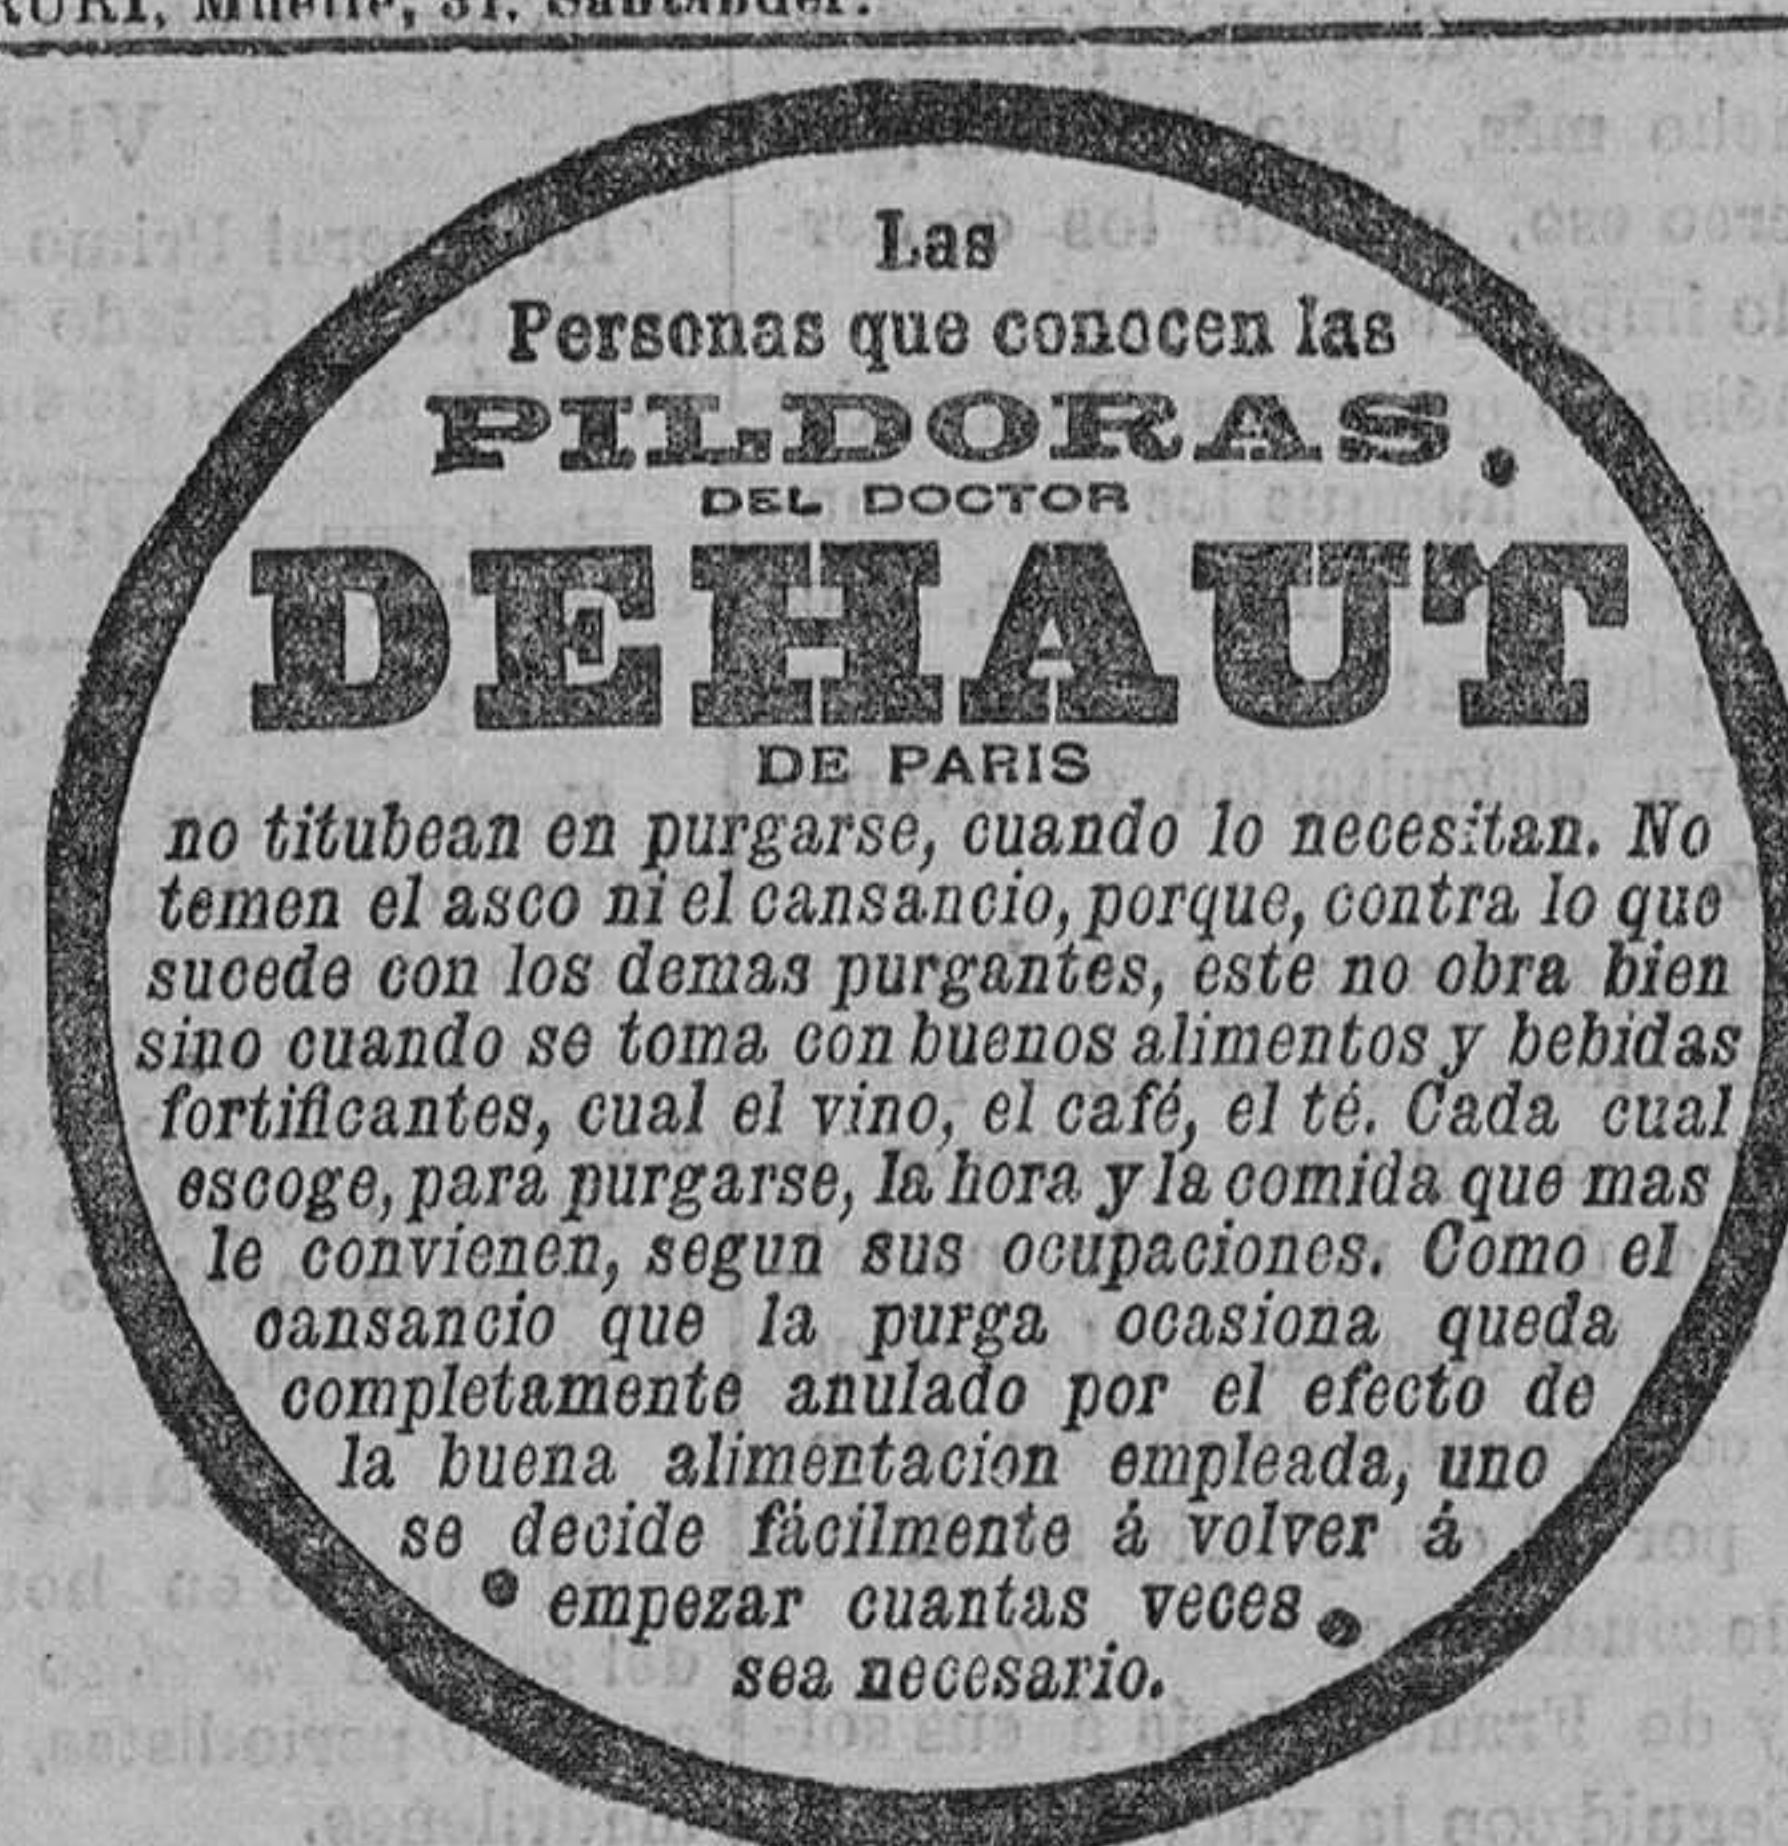 Muelle, 31. Santander.
Las
Personas que conocen las
PILDORAS.
DEL DOCTOR
DEHAUT
DE PARIS
no titubean en purgarse, cuando lo necesitan. No
temen el asco ni el cansancio, porque, contra lo que
sucede con los demas purgantes, este no obra bien
sino cuando se toma con buenos alimentos y bebidas
fortificantes, cual el vino, el café, el té. Cada cual
escoge, para purgarse, la hora y la comida que mas
le convienen, segun sus ocupaciones. Como el
cansancio que la purga ocasiona queda
completamente anulado por el efecto de
la buena alimentacion empleada, uno
se decide fácilmente á volver á
empezar cuantas veces
sea necesario.